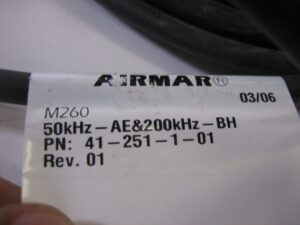 AIRMAR®
03/06
M260
50kHz-AE&200kHz-BH
PN: 41-251-1-01
Rev. 01